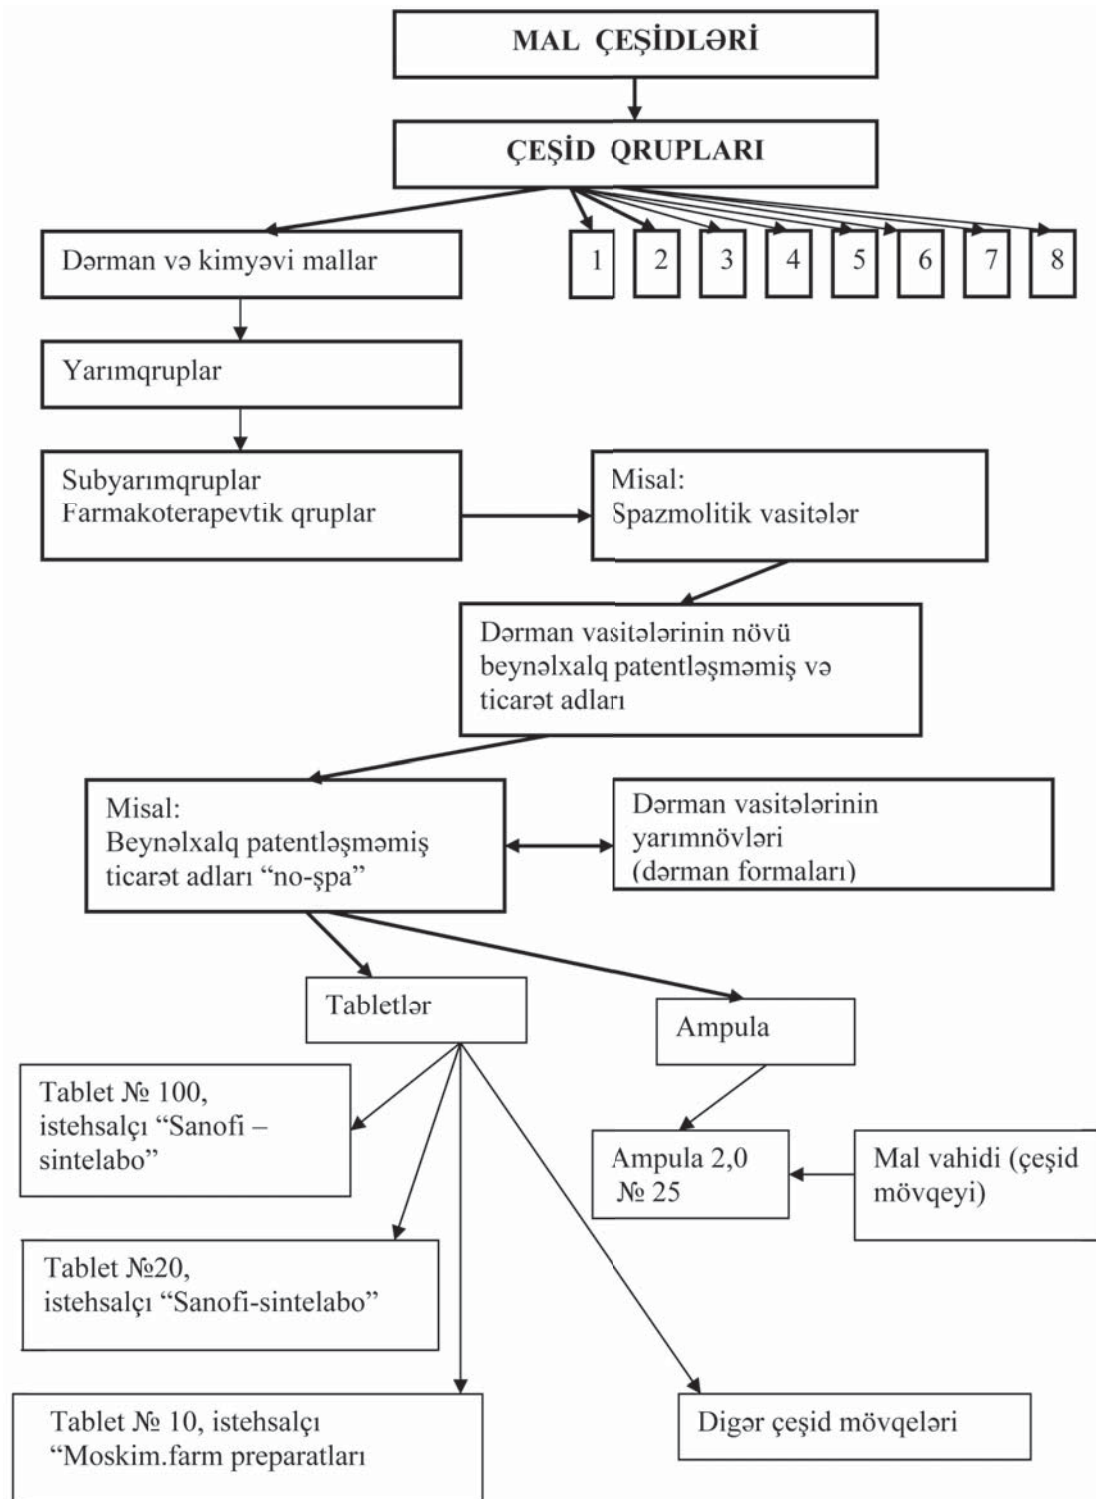 MAL ÇEŞİDLƏRİ
ÇEŞİD QRUPLARI
Dərman və kimyəvi mallar
1 2 3 4 5 6 7 8
Yarımqruplar
Subyarımqruplar
Farmakoterapevtik qruplar
Misal:
Spazmolitik vasitələr
Dərman vasitələrinin növü
beynəlxalq patentləşməmiş və
ticarət adları
Misal:
Beynəlxalq patentləşməmiş
ticarət adları “no-şpa”
Dərman vasitələrinin
yarımnövləri
(dərman formaları)
Tabletlər
Ampula
Tablet № 100,
istehsalçı “Sanofi –
sintelabo”
Ampula 2,0
№ 25
Mal vahidi (çeşid
mövqeyi)
Tablet №20,
istehsalçı “Sanofi-sintelabo”
Tablet № 10, istehsalçı
“Moskim.farm preparatları
Digər çeşid mövqeləri